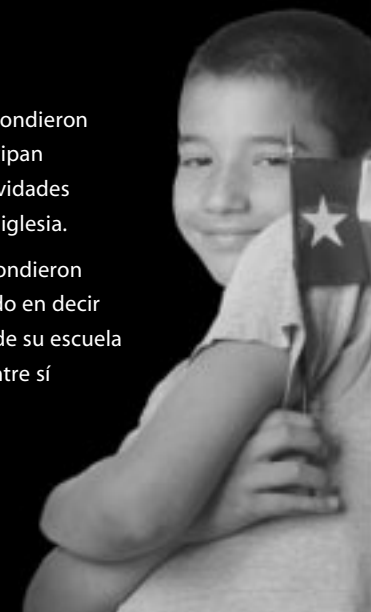 ondieron
ipan
vidades
iglesia.
ondieron
do en decir
de su escuela
ntre sí